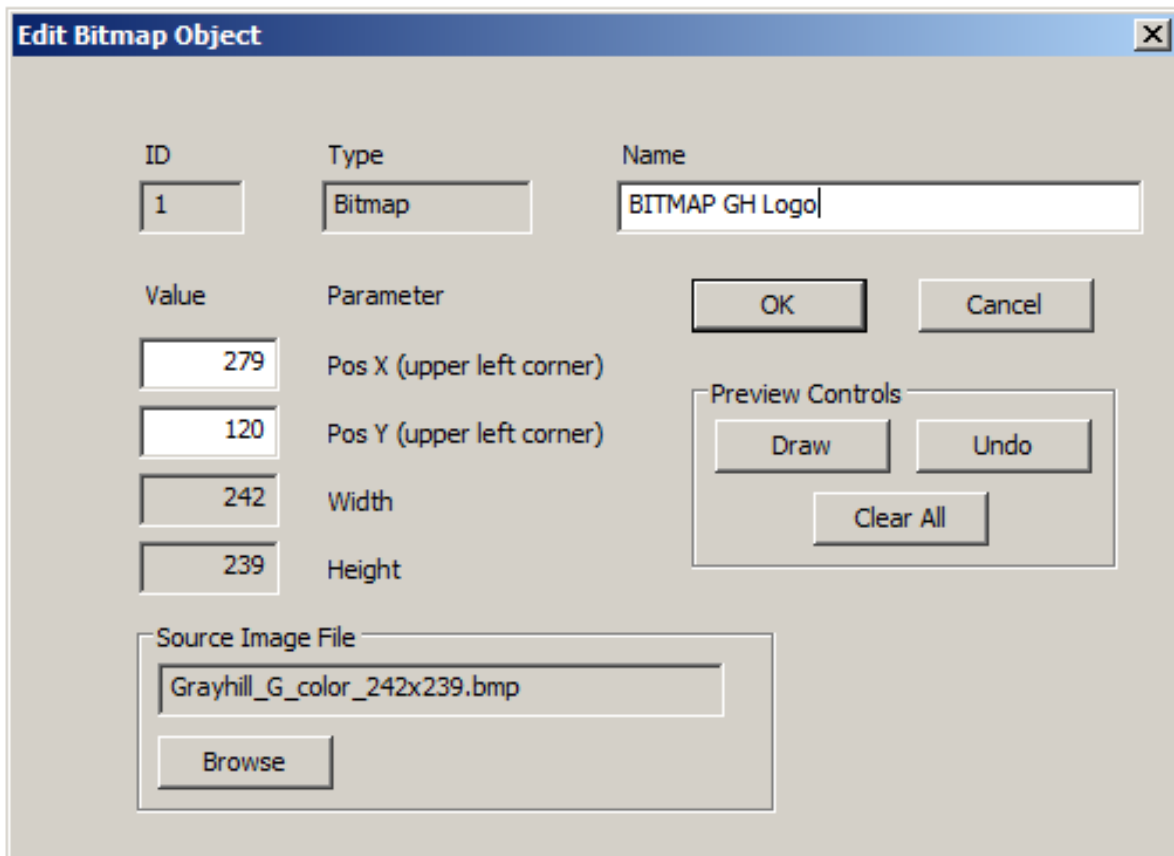 Edit Bitmap Object
ID Type Name
1 Bitmap BITMAP GH Logo
Value Parameter
OK Cancel
279 Pos X (upper left corner)
Preview Controls
120 Pos Y (upper left corner)
Draw Undo
242 Width
Clear All
239 Height
Source Image File
Grayhill_G_color_242x239.bmp
Browse